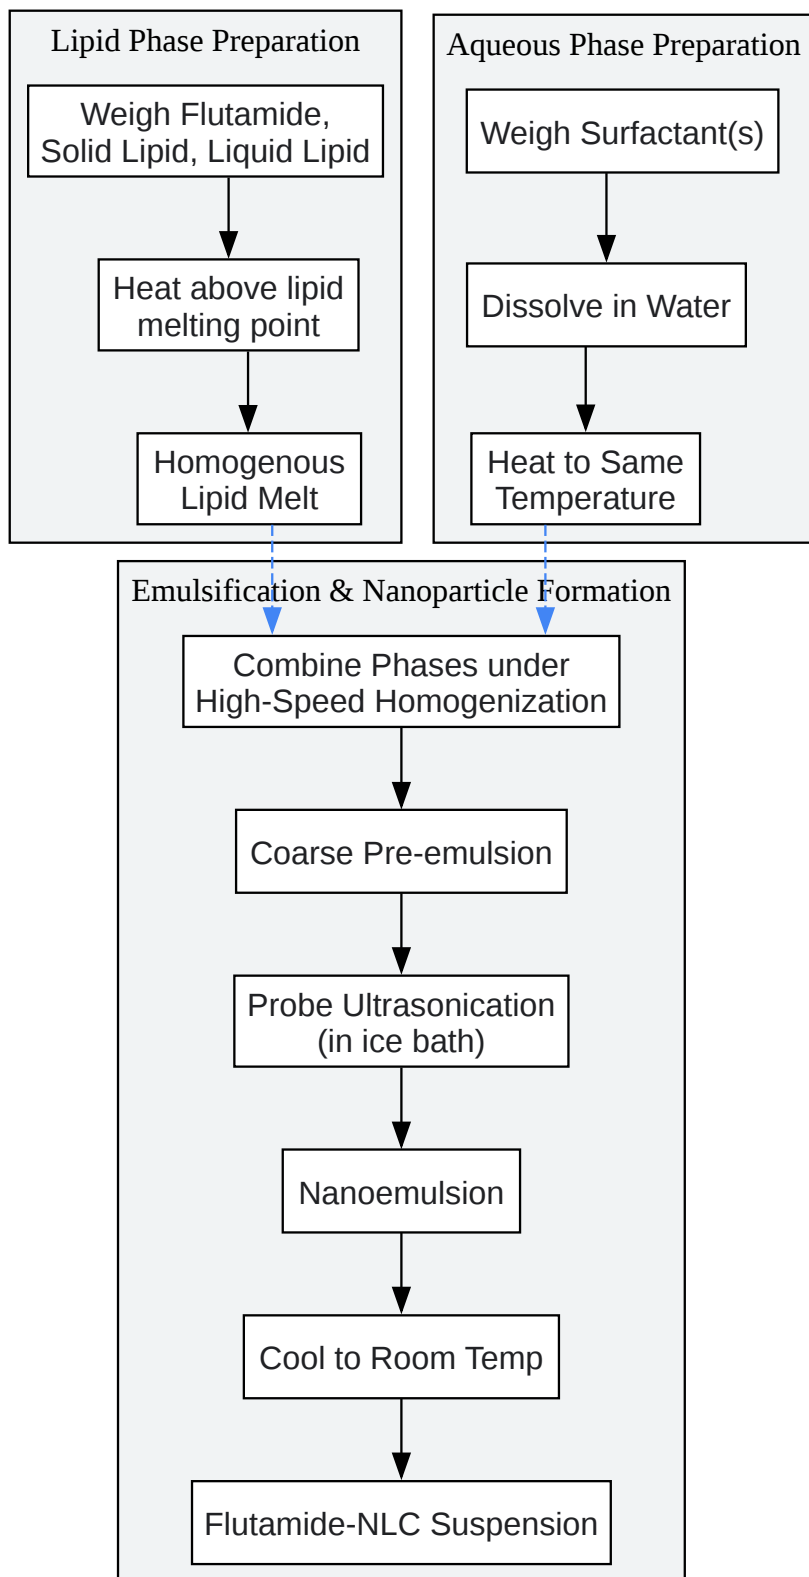 Lipid Phase Preparation
Weigh Flutamide,
Solid Lipid, Liquid Lipid
Heat above lipid
melting point
Homogenous
Lipid Melt
Aqueous Phase Preparation
Weigh Surfactant(s)
Dissolve in Water
Heat to Same
Temperature
Emulsification & Nanoparticle Formation
Combine Phases under
High-Speed Homogenization
Coarse Pre-emulsion
Probe Ultrasonication
(in ice bath)
Nanoemulsion
Cool to Room Temp
Flutamide-NLC Suspension